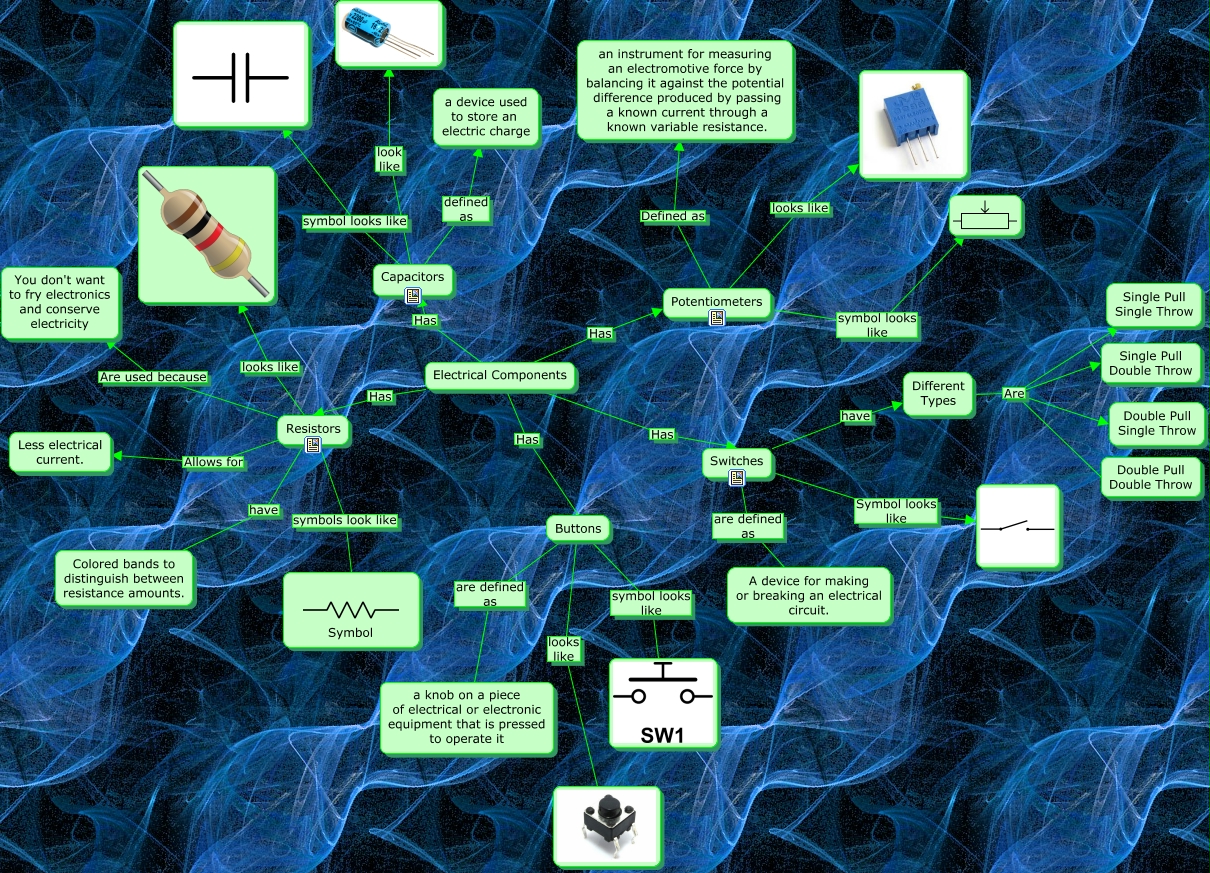 an instrument for measuring
an electromotive force by
balancing it against the potential
difference produced by passing
a known current through a
known variable resistance.
a device used
to store an
electric charge
look
like
symbol looks like
defined
as
Defined as
looks like
Capacitors
You don't want
to fry electronics
and conserve
electricity
Potentiometers
symbol looks
like
Has
Has
Single Pull
Single Throw
Single Pull
Double Throw
Double Pull
Single Throw
Double Pull
Double Throw
Electrical Components
looks like
Are used because
Has
Different
Types
Are
have
Resistors
Has
Has
Less electrical
current.
Allows for
Switches
have
symbols look like
Symbol looks
like
Buttons
are defined
as
Colored bands to
distinguish between
resistance amounts.
Symbol
are defined
as
symbol looks
like
A device for making
or breaking an electrical
circuit.
looks
like
a knob on a piece
of electrical or electronic
equipment that is pressed
to operate it
SW1